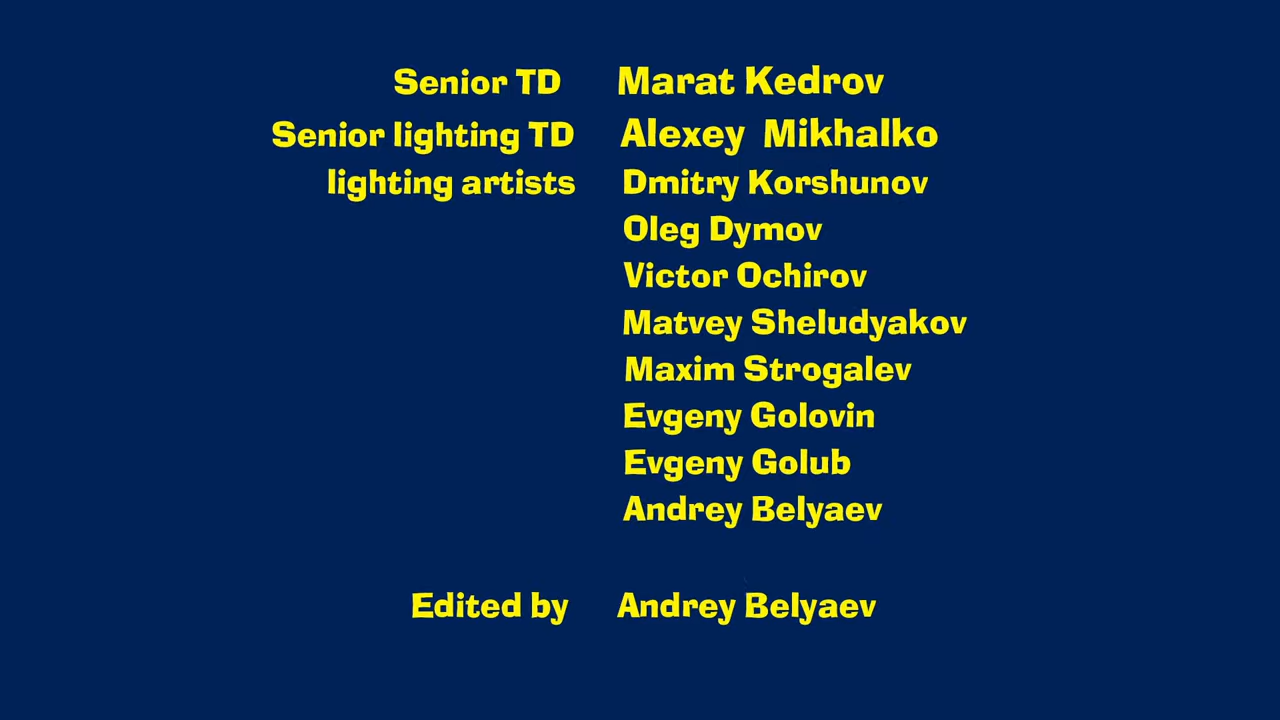 Senior TD Marat Kedrov
Senior lighting TD Alexey Mikhalko
lighting artists Dmitry Korshunov
Oleg Dymov
Victor Ochirov
Matvey Sheludyakov
Maxim Strogalev
Evgeny Golovin
Evgeny Golub
Andrey Belyaev
Edited by Andrey Belyaev